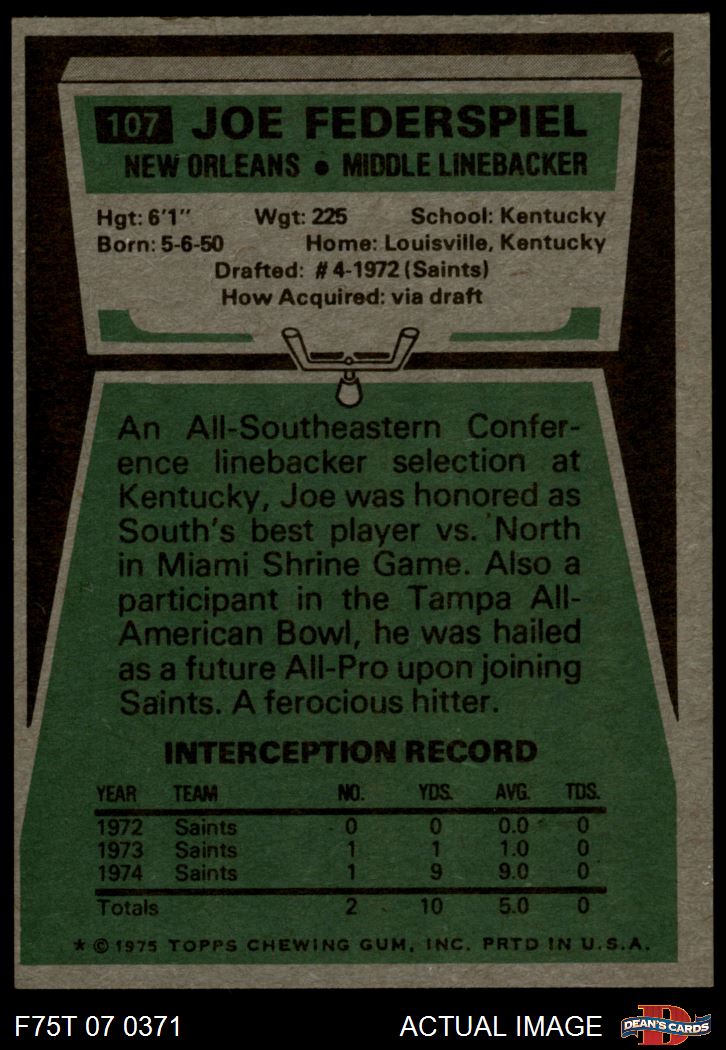 107 JOE FEDERSPIEL
NEW ORLEANS • MIDDLE LINEBACKER
Hgt: 6'1" Wgt: 225 School: Kentucky
Born: 5-6-50 Home: Louisville, Kentucky
Drafted: #4-1972 (Saints)
How Acquired: via draft
An All-Southeastern Confer-
ence linebacker selection at
Kentucky, Joe was honored as
South's best player vs. North
in Miami Shrine Game. Also a
participant in the Tampa All-
American Bowl, he was hailed
as a future All-Pro upon joining
Saints. A ferocious hitter.
INTERCEPTION RECORD
YEAR TEAM NO. YDS. AVG. TDS.
1972 Saints 0 0 0.0 0
1973 Saints 1 1 1.0 0
1974 Saints 1 9 9.0 0
Totals 2 10 5.0 0
* © 1975 TOPPS CHEWING GUM, INC. PRTD IN U.S.A.
F75T 07 0371 ACTUAL IMAGE D DEAN'S CARDS